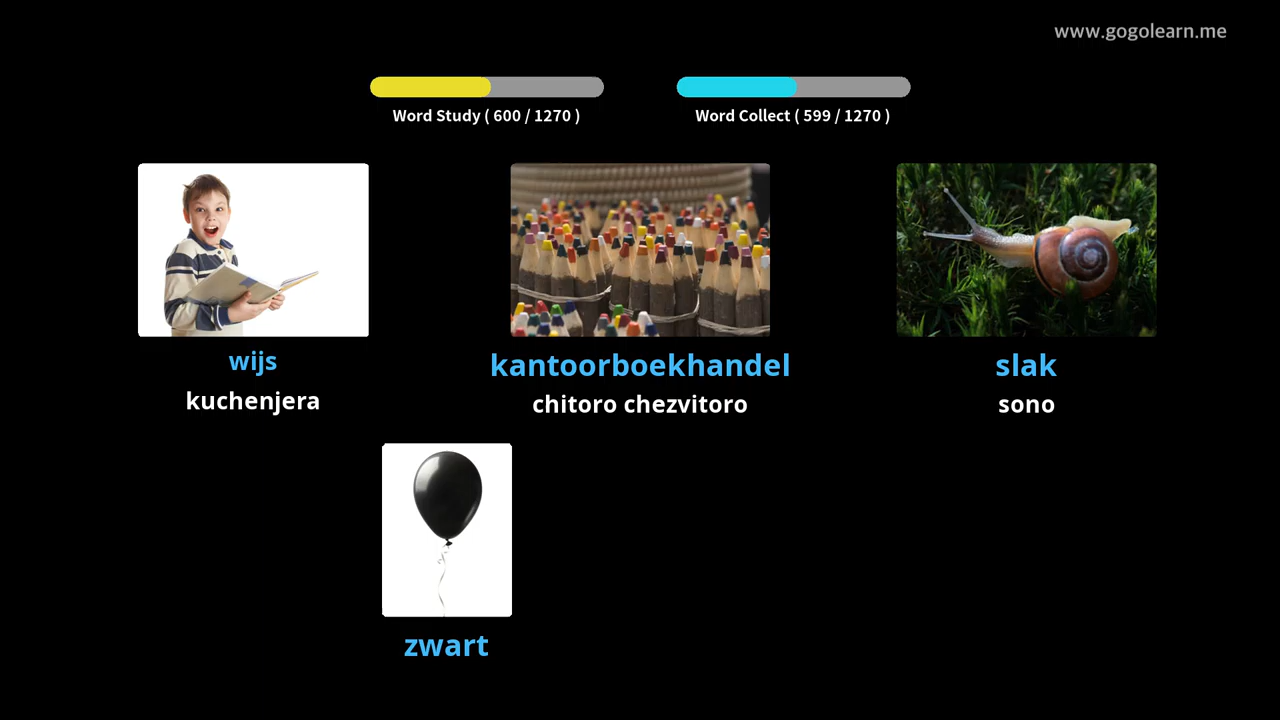 www.gogolearn.me
Word Study ( 600 / 1270 )
Word Collect ( 599 / 1270 )
wijs
kuchenjera
kantoorboekhandel
chitoro chezvitoro
slak
sono
zwart